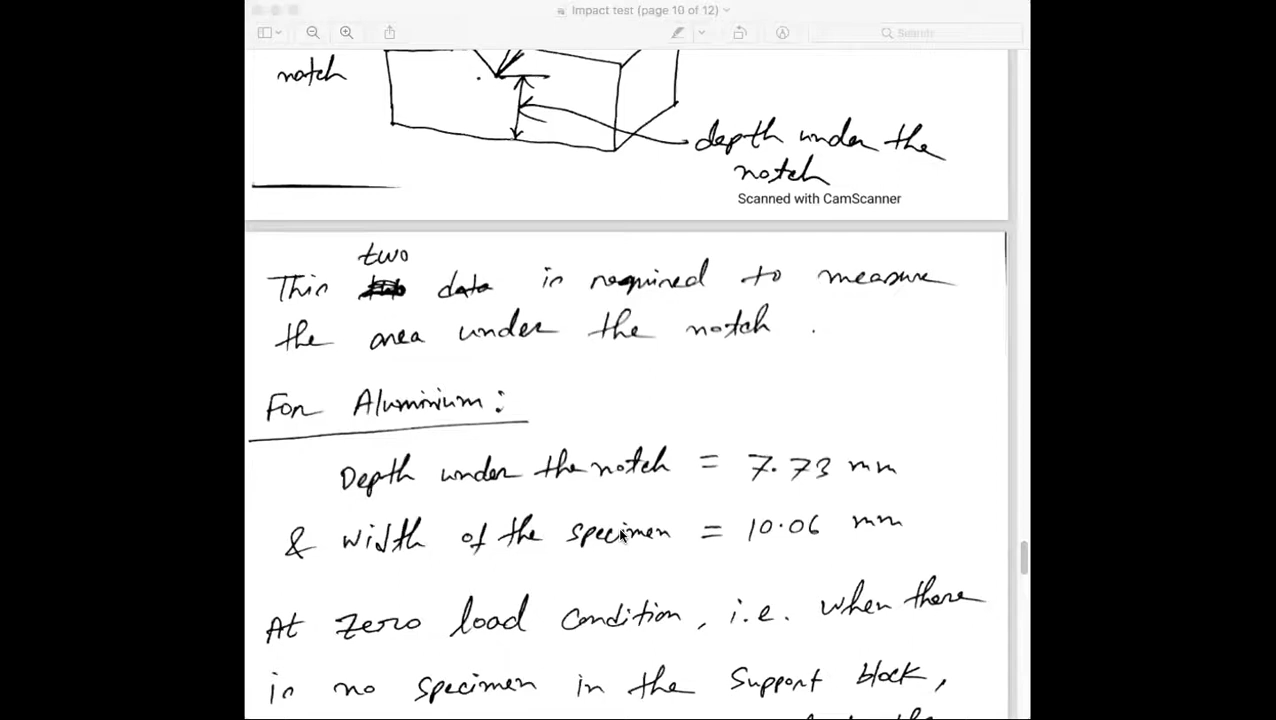 Impact test (page 10 of 12)
Search
notch
depth under the
notch
Scanned with CamScanner
two
This data is required to measure
the area under the notch .
For Aluminium :
Depth under the notch = 7.73 mm
& width of the specimen = 10.06 mm
At zero load condition, i.e. when there
is no specimen in the support block,